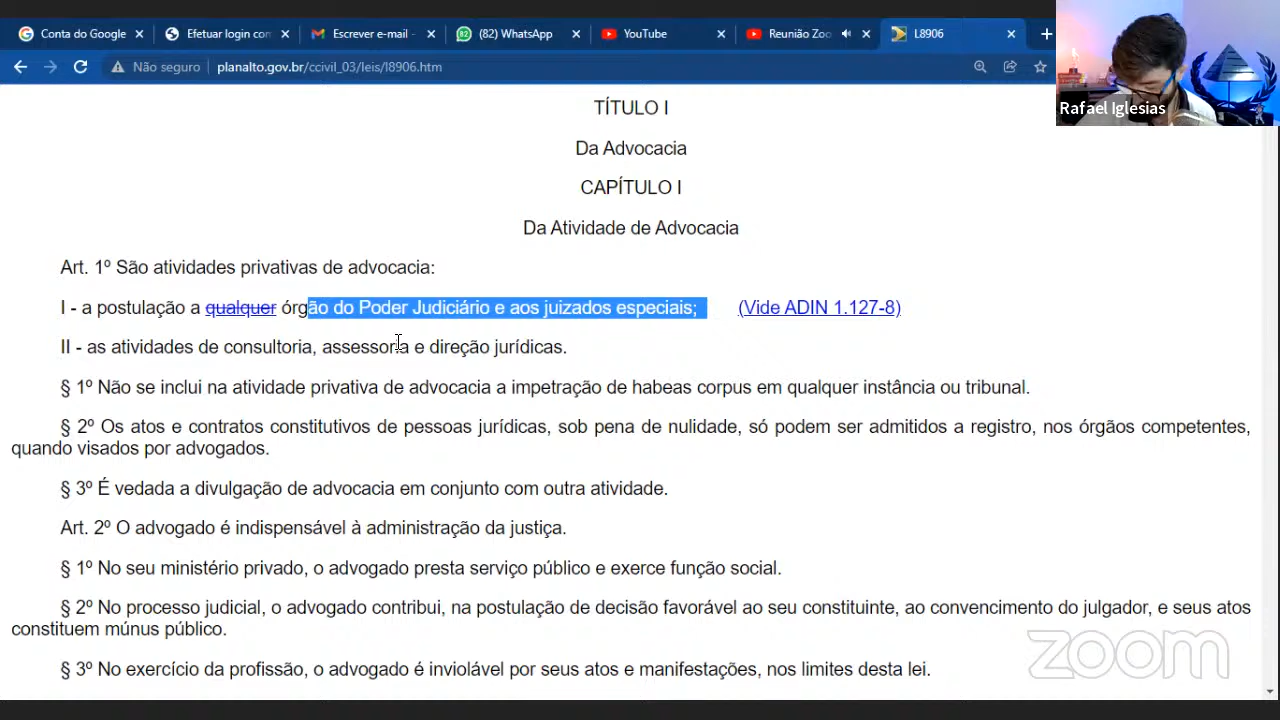 Conta do Google
Efetuar login con
Escrever e-mail -
(82) WhatsApp
YouTube
Reunião Zoo
L8906
Não seguro
planalto.gov.br/ccivil_03/leis/l8906.htm
Rafael Iglesias
TÍTULO I
Da Advocacia
CAPÍTULO I
Da Atividade de Advocacia
Art. 1º São atividades privativas de advocacia:
I - a postulação a qualquer órgão do Poder Judiciário e aos juizados especiais; (Vide ADIN 1.127-8)
II - as atividades de consultoria, assessoria e direção jurídicas.
§ 1º Não se inclui na atividade privativa de advocacia a impetração de habeas corpus em qualquer instância ou tribunal.
§ 2º Os atos e contratos constitutivos de pessoas jurídicas, sob pena de nulidade, só podem ser admitidos a registro, nos órgãos competentes,
quando visados por advogados.
§ 3º É vedada a divulgação de advocacia em conjunto com outra atividade.
Art. 2º O advogado é indispensável à administração da justiça.
§ 1º No seu ministério privado, o advogado presta serviço público e exerce função social.
§ 2º No processo judicial, o advogado contribui, na postulação de decisão favorável ao seu constituinte, ao convencimento do julgador, e seus atos
constituem múnus público.
§ 3º No exercício da profissão, o advogado é inviolável por seus atos e manifestações, nos limites desta lei.
zoom